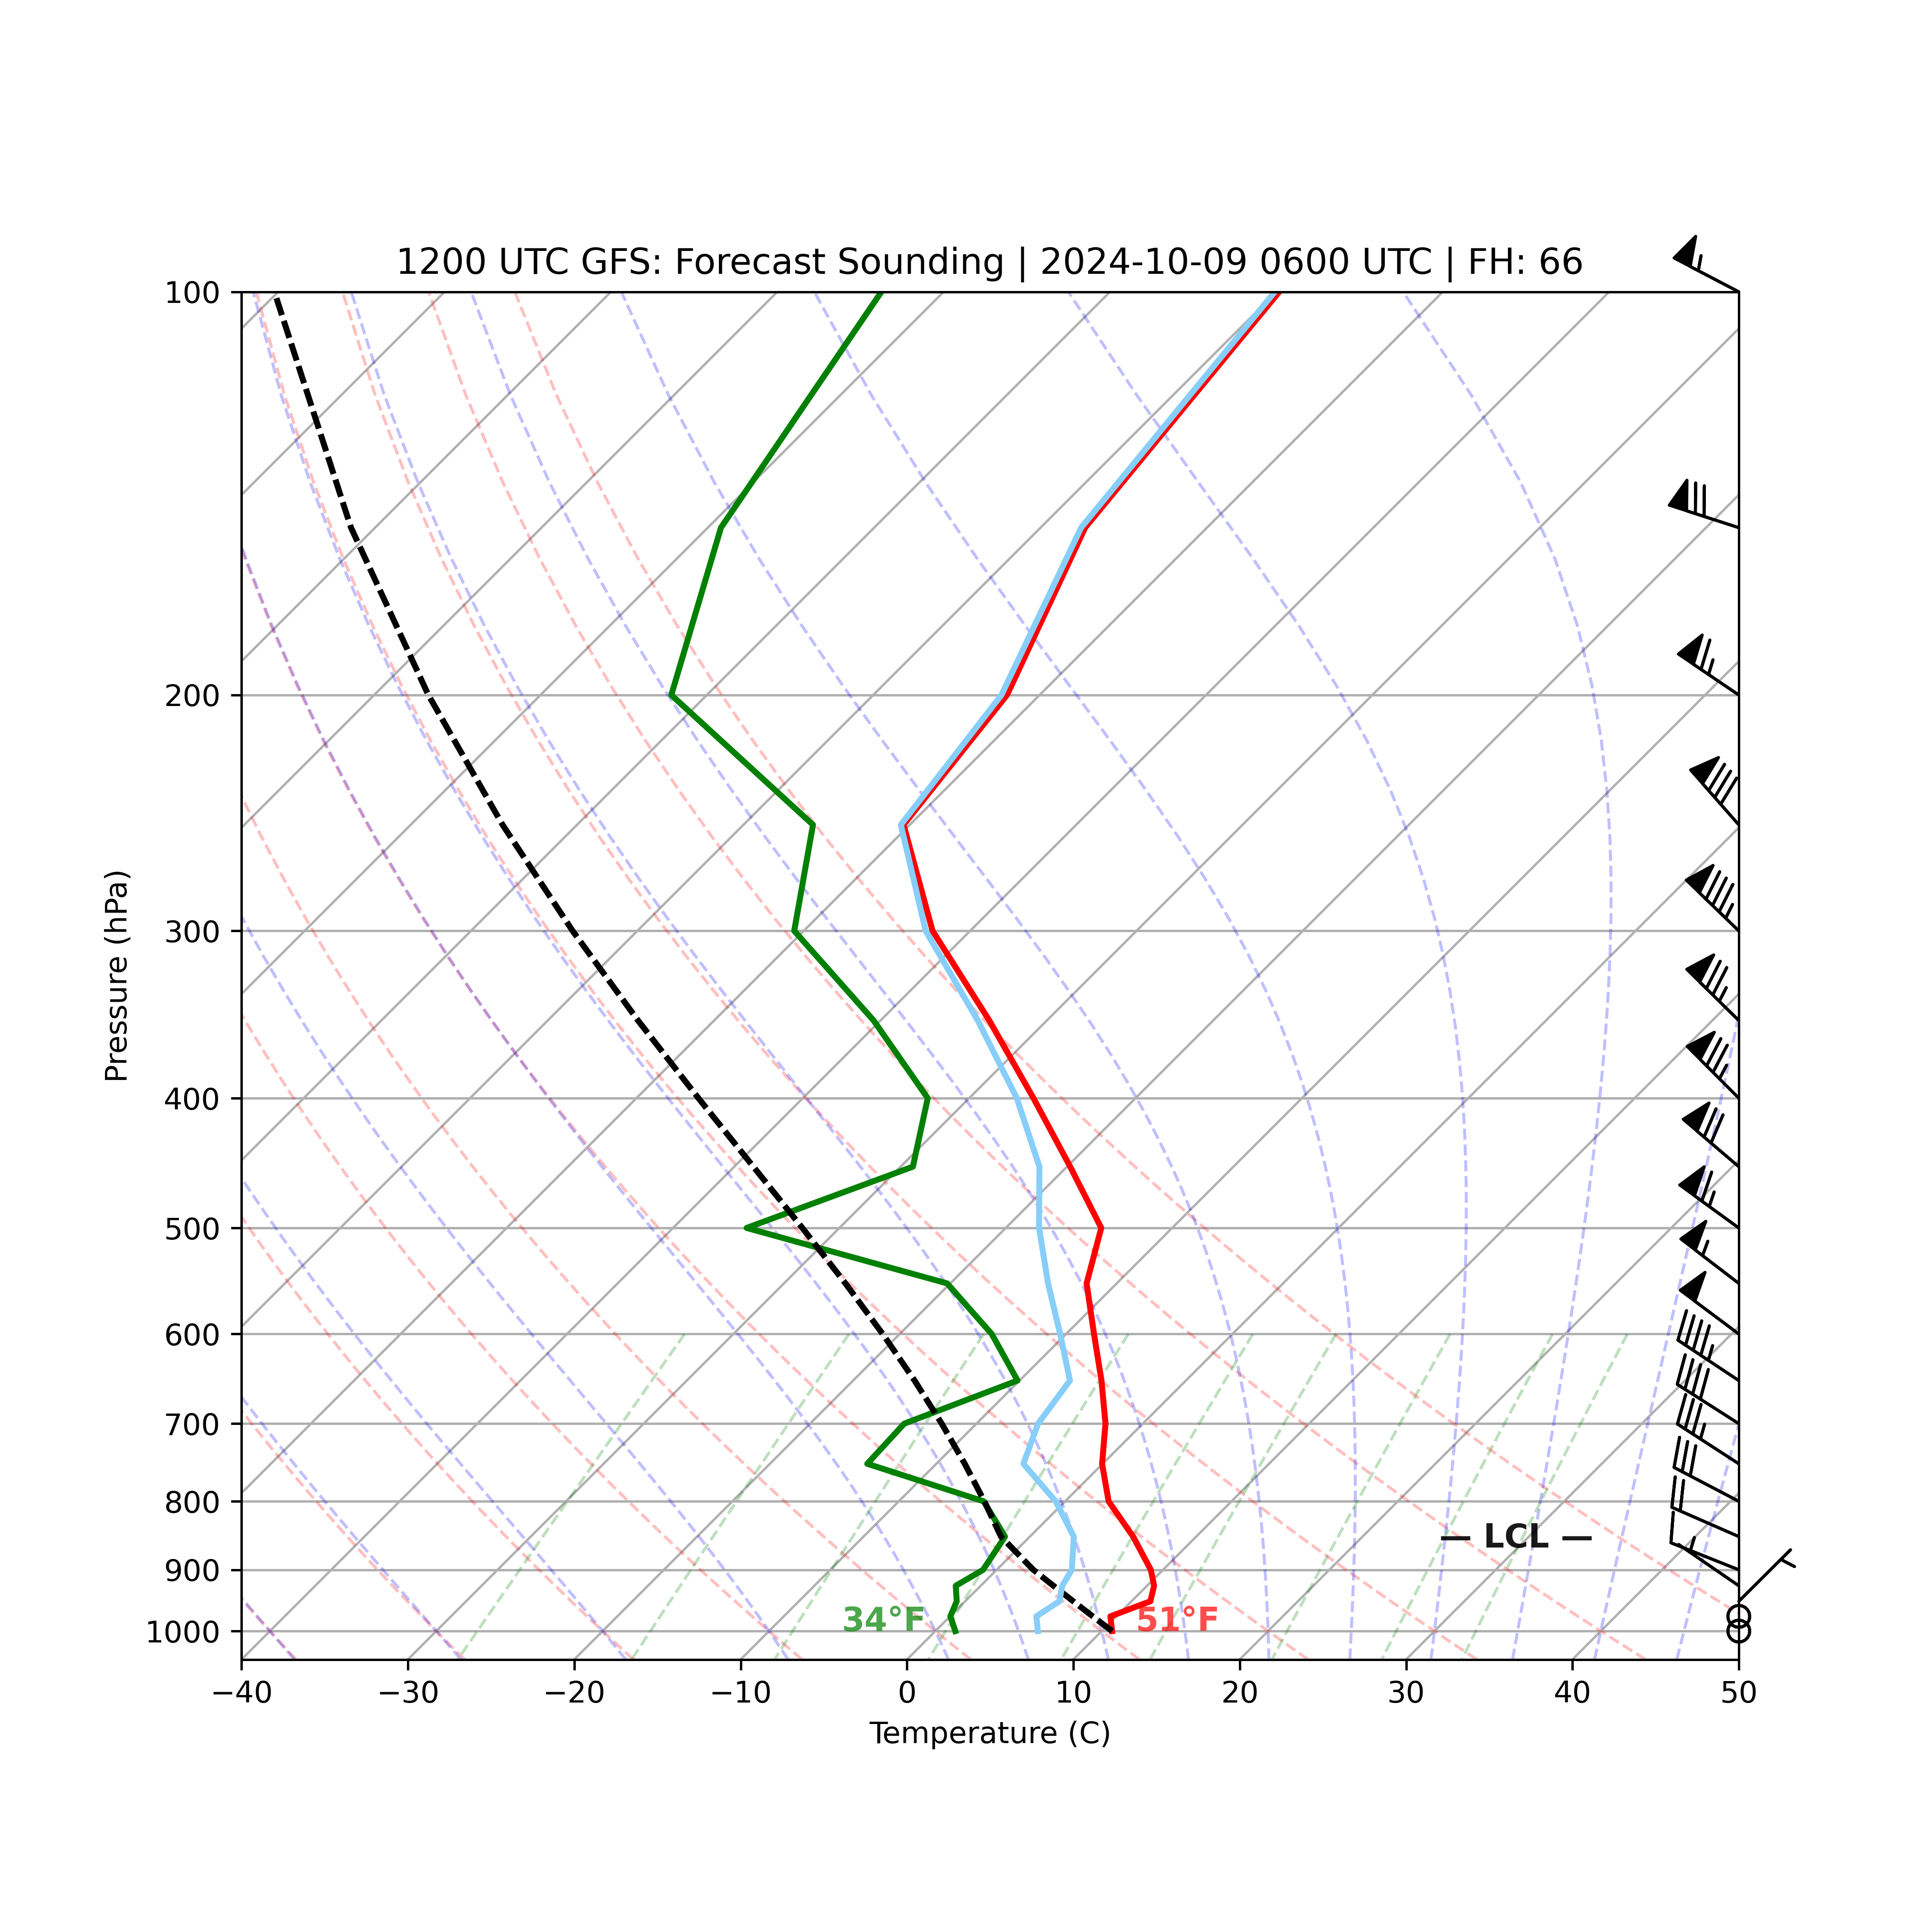 1200 UTC GFS: Forecast Sounding | 2024-10-09 0600 UTC | FH: 66
100
200
300
400
500
600
700
800
900
1000
Pressure (hPa)
— LCL —
34°F
51°F
−40 −30 −20 −10 0 10 20 30 40 50
Temperature (C)